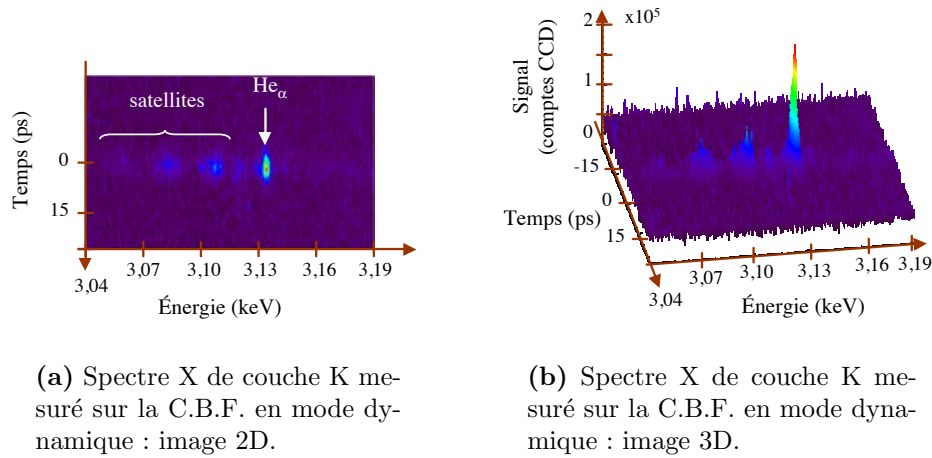 satellites
Heα
Temps (ps)
0
15
3,04
3,07
3,10
3,13
3,16
3,19
Énergie (keV)
2
x10⁵
1
0
Signal
(comptes CCD)
-15
0
15
Temps (ps)
3,04
3,07
3,10
3,13
3,16
3,19
Énergie (keV)
(a) Spectre X de couche K me-
suré sur la C.B.F. en mode dy-
namique : image 2D.
(b) Spectre X de couche K
mesuré sur la C.B.F. en mode dyna-
mique : image 3D.